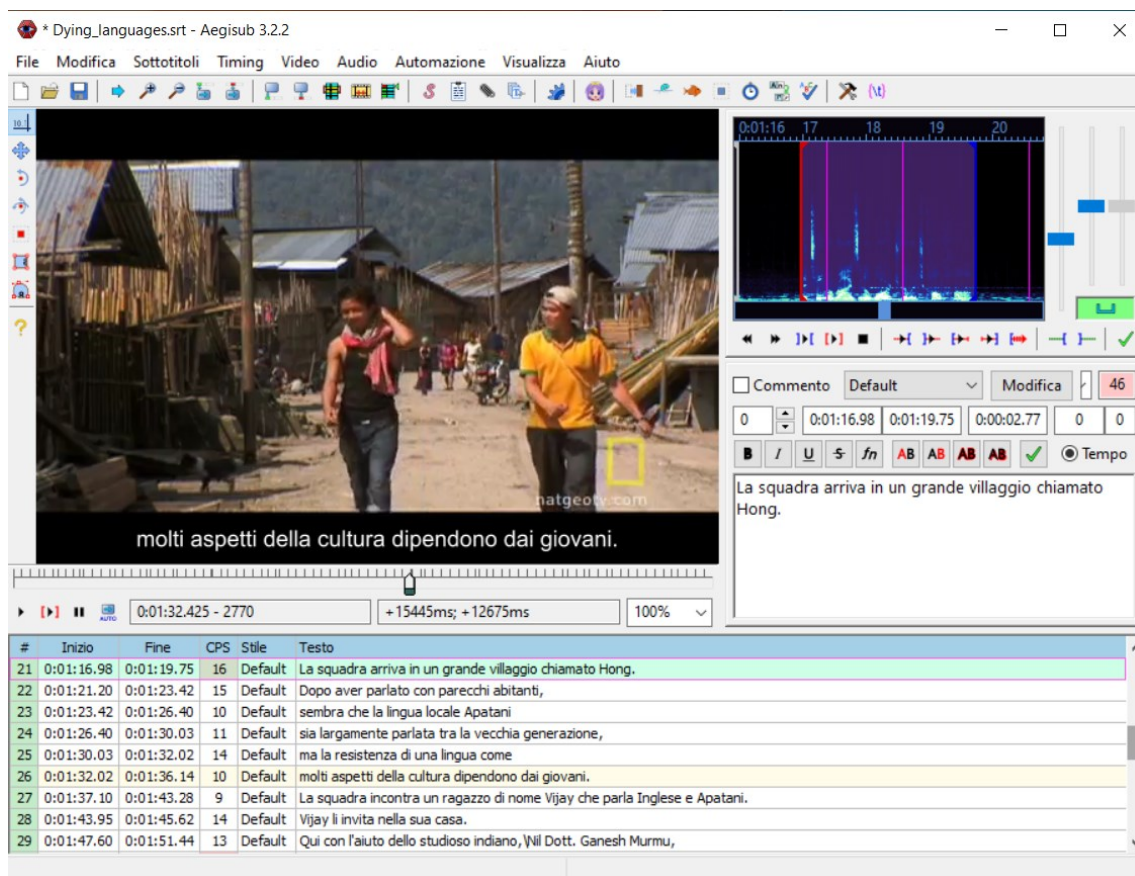 * Dying_languages.srt - Aegisub 3.2.2
File Modifica Sottotitoli Timing Video Audio Automazione Visualizza Aiuto
0:01:16 17 18 19 20
natgeotv.com
molti aspetti della cultura dipendono dai giovani.
Commento Default Modifica 46
0 0:01:16.98 0:01:19.75 0:00:02.77 0 0
B I U S fn AB AB AB AB Tempo
La squadra arriva in un grande villaggio chiamato
Hong.
AUTO 0:01:32.425 - 2770 +15445ms; +12675ms 100%
# Inizio Fine CPS Stile Testo
21 0:01:16.98 0:01:19.75 16 Default La squadra arriva in un grande villaggio chiamato Hong.
22 0:01:21.20 0:01:23.42 15 Default Dopo aver parlato con parecchi abitanti,
23 0:01:23.42 0:01:26.40 10 Default sembra che la lingua locale Apatani
24 0:01:26.40 0:01:30.03 11 Default sia largamente parlata tra la vecchia generazione,
25 0:01:30.03 0:01:32.02 14 Default ma la resistenza di una lingua come
26 0:01:32.02 0:01:36.14 10 Default molti aspetti della cultura dipendono dai giovani.
27 0:01:37.10 0:01:43.28 9 Default La squadra incontra un ragazzo di nome Vijay che parla Inglese e Apatani.
28 0:01:43.95 0:01:45.62 14 Default Vijay li invita nella sua casa.
29 0:01:47.60 0:01:51.44 13 Default Qui con l'aiuto dello studioso indiano, \Nil Dott. Ganesh Murmu,